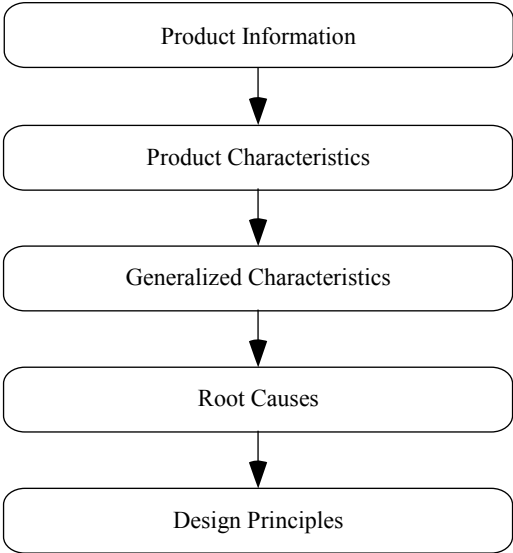 Product Information
Product Characteristics
Generalized Characteristics
Root Causes
Design Principles